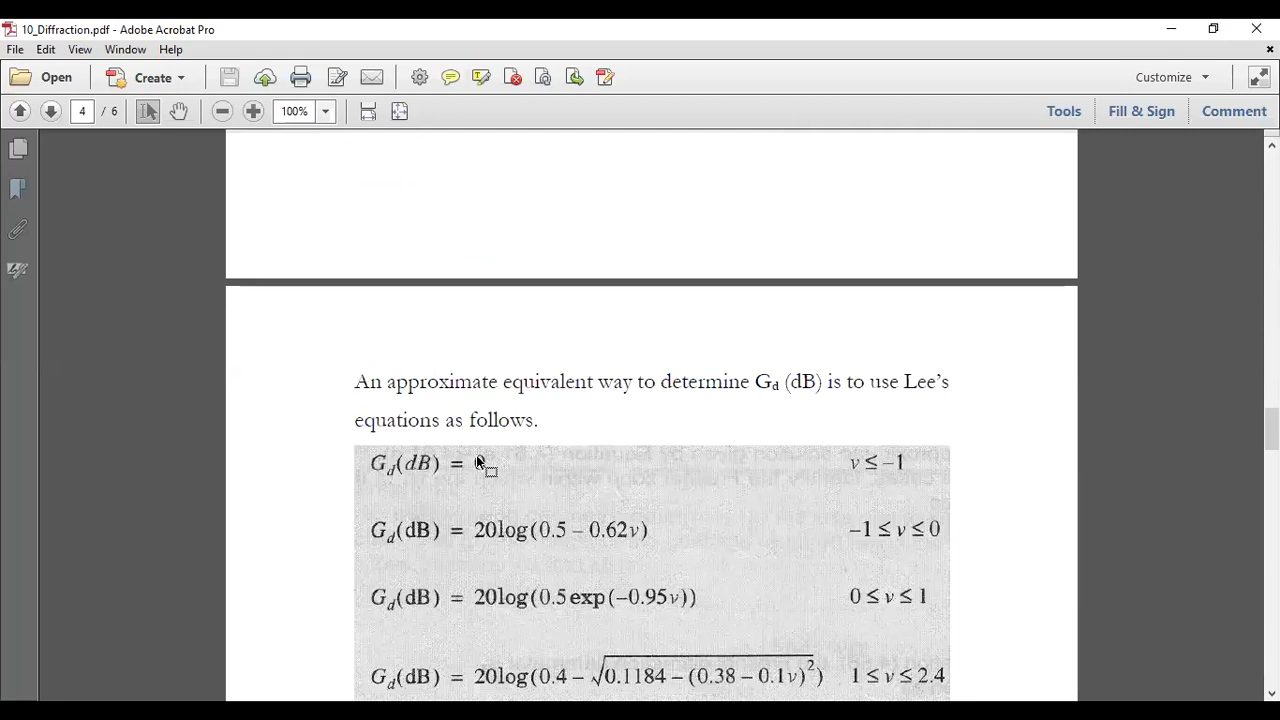 10_Diffraction.pdf - Adobe Acrobat Pro
File Edit View Window Help
Open Create Customize
4 / 6 100% Tools Fill & Sign Comment
An approximate equivalent way to determine G_d (dB) is to use Lee's
equations as follows.
G_d(dB) = v ≤ −1
G_d(dB) = 20log(0.5 − 0.62v) −1 ≤ v ≤ 0
G_d(dB) = 20log(0.5 exp(−0.95v)) 0 ≤ v ≤ 1
G_d(dB) = 20log(0.4 − √(0.1184 − (0.38 − 0.1v)²) 1 ≤ v ≤ 2.4